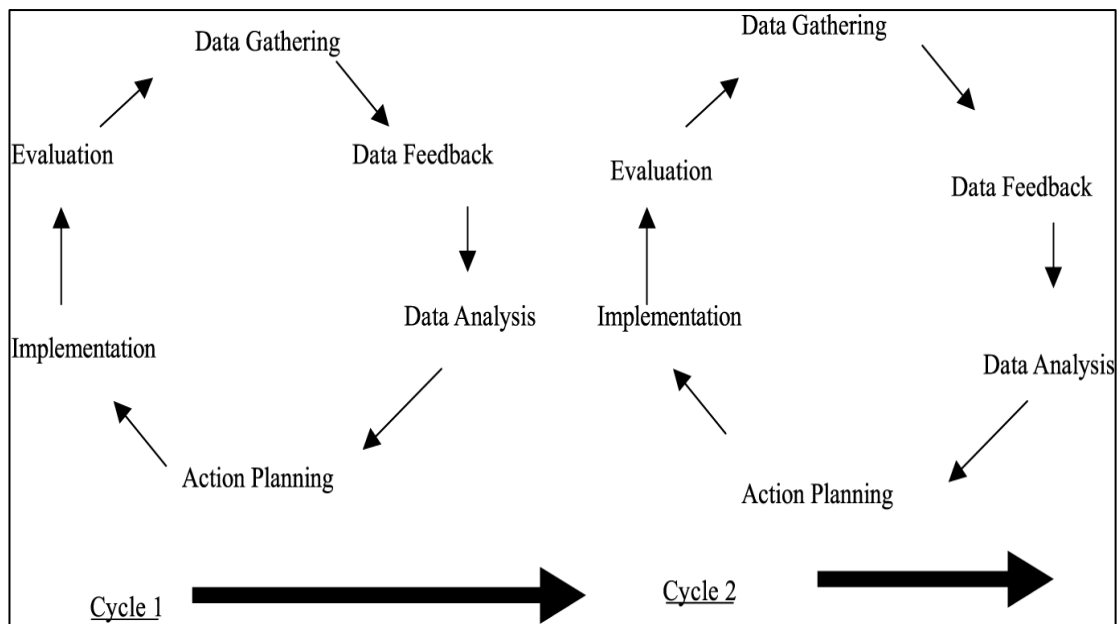 Data Gathering
Data Feedback
Data Analysis
Action Planning
Implementation
Evaluation
Cycle 1
Data Gathering
Data Feedback
Data Analysis
Action Planning
Implementation
Evaluation
Cycle 2